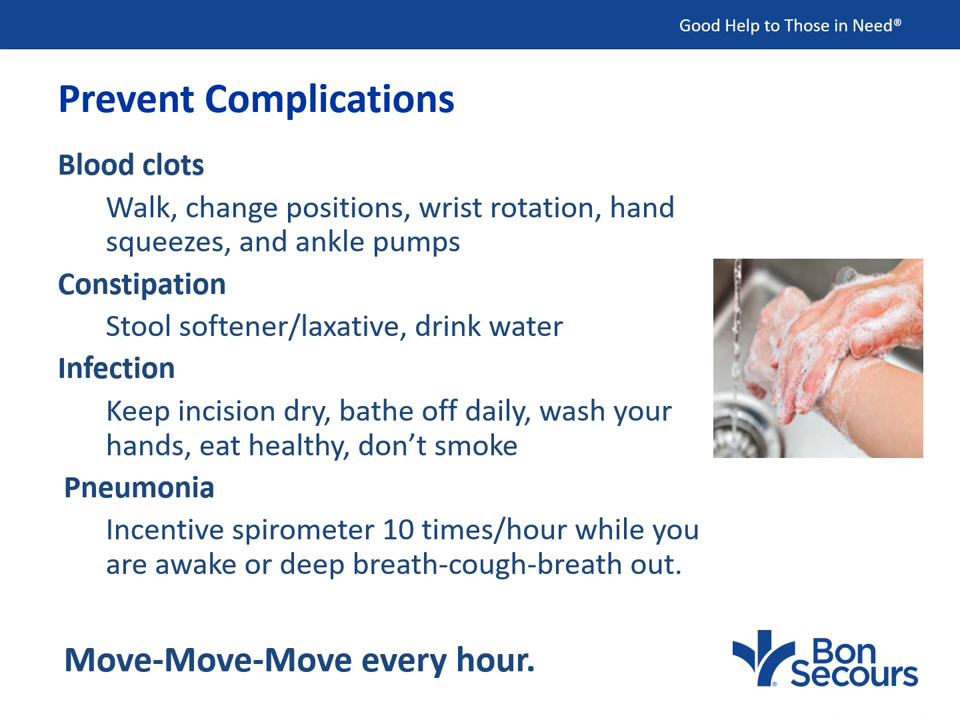 Good Help to Those in Need®
Prevent Complications
Blood clots
Walk, change positions, wrist rotation, hand
squeezes, and ankle pumps
Constipation
Stool softener/laxative, drink water
Infection
Keep incision dry, bathe off daily, wash your
hands, eat healthy, don’t smoke
Pneumonia
Incentive spirometer 10 times/hour while you
are awake or deep breath-cough-breath out.
Move-Move-Move every hour.
Bon
Secours
®